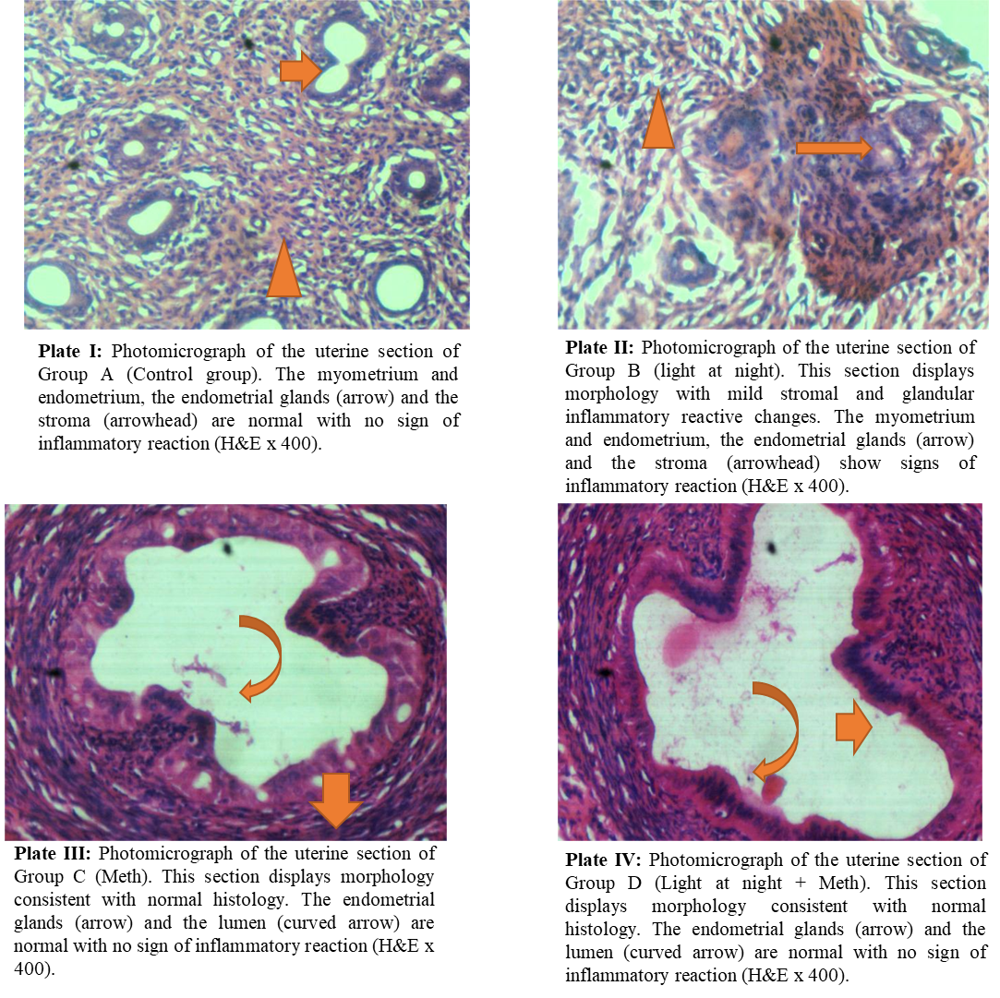 Plate I: Photomicrograph of the uterine section of
Group A (Control group). The myometrium and
endometrium, the endometrial glands (arrow) and the
stroma (arrowhead) are normal with no sign of
inflammatory reaction (H&E x 400).
Plate II: Photomicrograph of the uterine section of
Group B (light at night). This section displays
morphology with mild stromal and glandular
inflammatory reactive changes. The myometrium
and endometrium, the endometrial glands (arrow)
and the stroma (arrowhead) show signs of
inflammatory reaction (H&E x 400).
Plate III: Photomicrograph of the uterine section of
Group C (Meth). This section displays morphology
consistent with normal histology. The endometrial
glands (arrow) and the lumen (curved arrow) are
normal with no sign of inflammatory reaction (H&E x
400).
Plate IV: Photomicrograph of the uterine section of
Group D (Light at night + Meth). This section
displays morphology consistent with normal
histology. The endometrial glands (arrow) and the
lumen (curved arrow) are normal with no sign of
inflammatory reaction (H&E x 400).